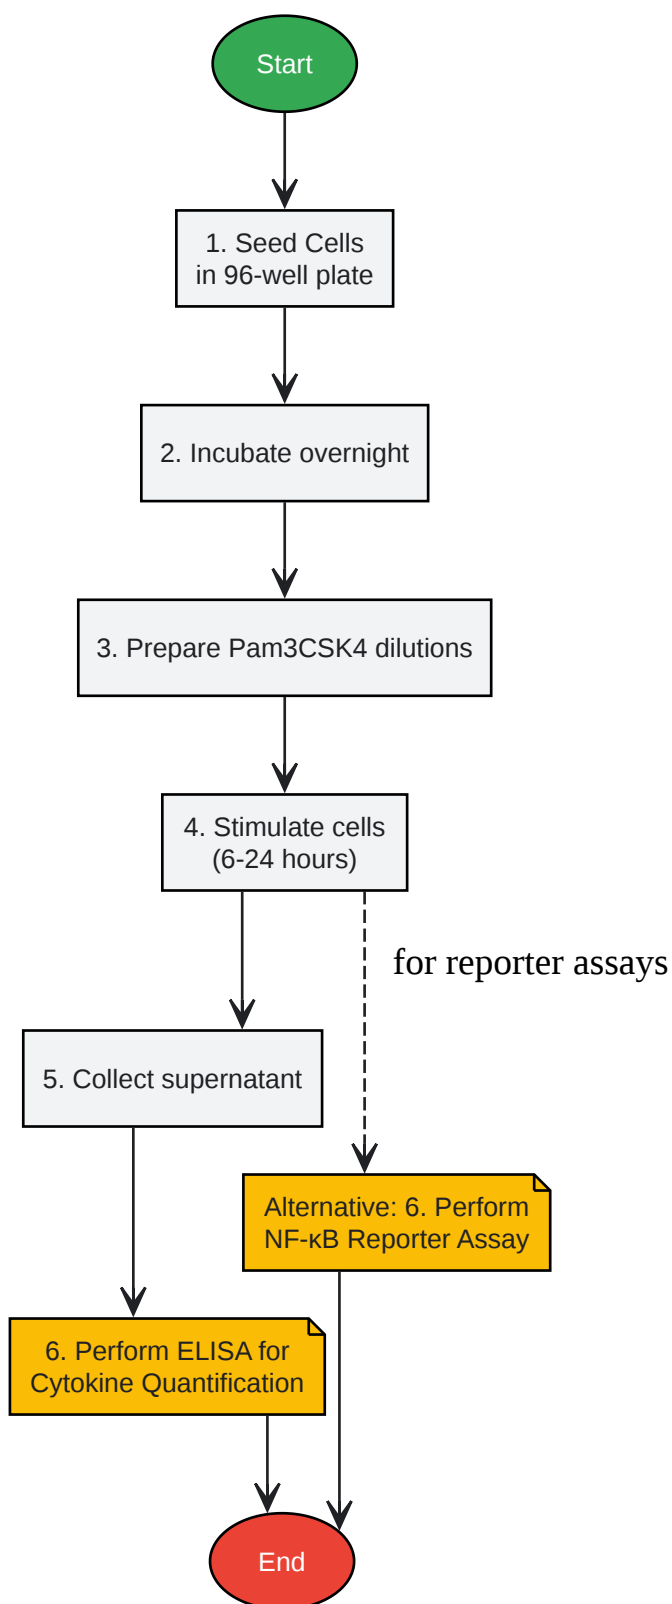 Start
1. Seed Cells
in 96-well plate
2. Incubate overnight
3. Prepare Pam3CSK4 dilutions
4. Stimulate cells
(6-24 hours)
for reporter assays
5. Collect supernatant
Alternative: 6. Perform
NF-κB Reporter Assay
6. Perform ELISA for
Cytokine Quantification
End